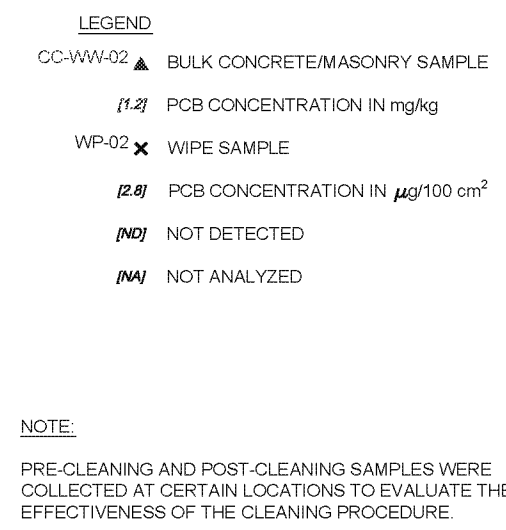 LEGEND
CC-WW-02 BULK CONCRETE/MASONRY SAMPLE
[1.2] PCB CONCENTRATION IN mg/kg
WP-02 WIPE SAMPLE
[2.8] PCB CONCENTRATION IN µg/100 cm²
[ND] NOT DETECTED
[NA] NOT ANALYZED
NOTE:
PRE-CLEANING AND POST-CLEANING SAMPLES WERE
COLLECTED AT CERTAIN LOCATIONS TO EVALUATE THE
EFFECTIVENESS OF THE CLEANING PROCEDURE.